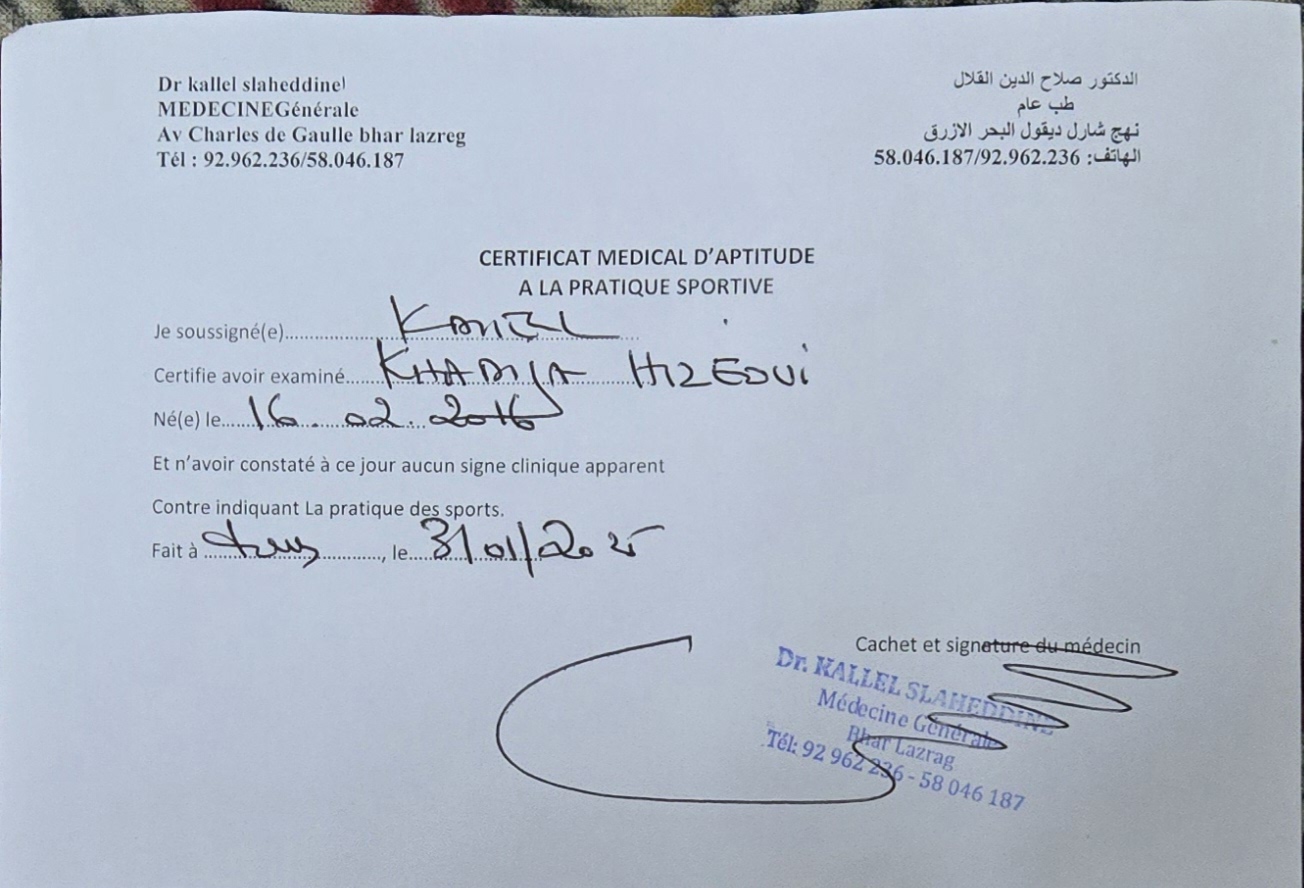 Dr kallel slaheddine
MEDECINEGénérale
Av Charles de Gaulle bhar lazreg
Tél : 92.962.236/58.046.187
الدكتور صلاح الدين القلال
طب عام
نهج شارل ديقول البحر الازرق
الهاتف: 58.046.187/92.962.236
CERTIFICAT MEDICAL D’APTITUDE
A LA PRATIQUE SPORTIVE
Je soussigné(e)
Certifie avoir examiné KHADIJA
Né(e) le 16.02.2016
Et n’avoir constaté à ce jour aucun signe clinique apparent
Contre indiquant La pratique des sports.
Fait à , le 31/01/2025
Cachet et signature du médecin
Dr. KALLEL SLAHEDDINE
Médecine Générale
Bhar Lazrag
Tél: 92 962 236 - 58 046 187